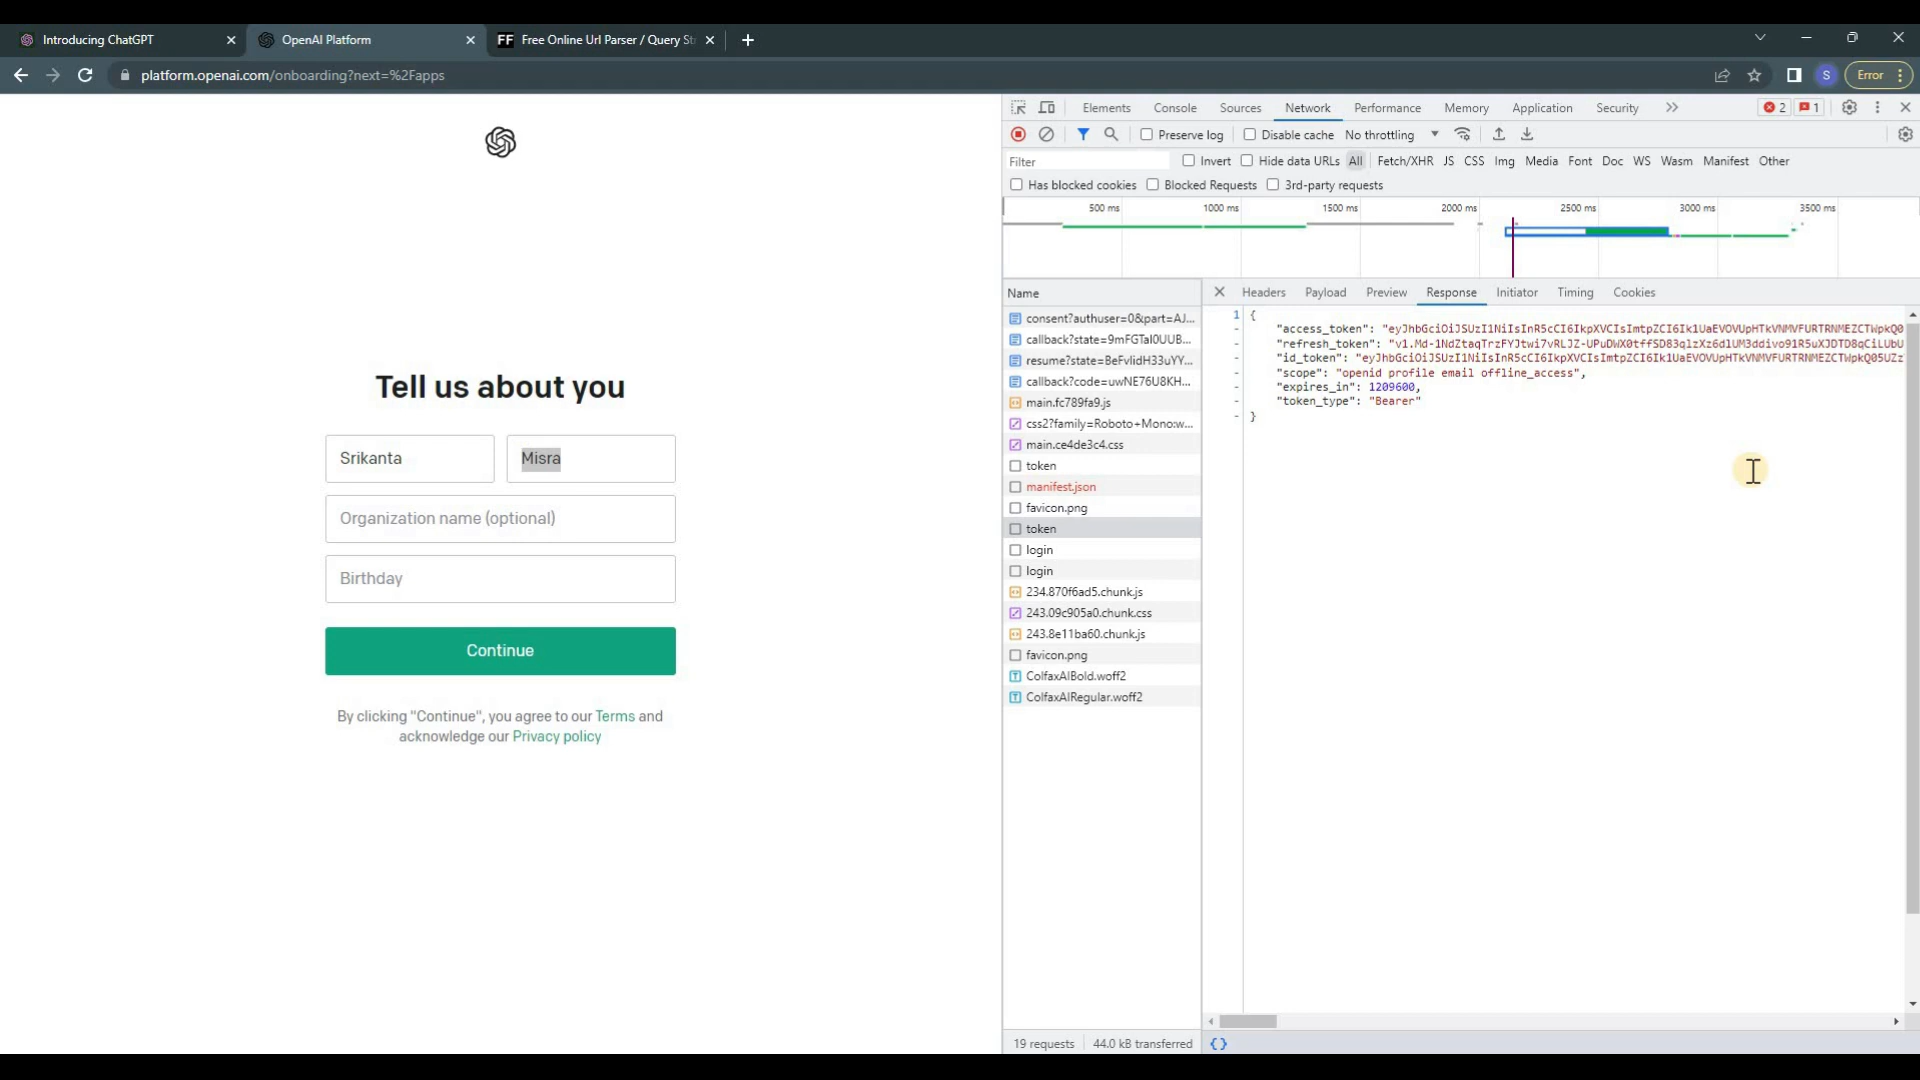 Introducing ChatGPT
OpenAI Platform
FF Free Online Url Parser / Query St
platform.openai.com/onboarding?next=%2Fapps
S
Error
Tell us about you
Srikanta
Misra
Organization name (optional)
Birthday
Continue
By clicking "Continue", you agree to our Terms and
acknowledge our Privacy policy
Elements Console Sources Network Performance Memory Application Security
2 1
Preserve log Disable cache No throttling
Filter Invert Hide data URLs All Fetch/XHR JS CSS Img Media Font Doc WS Wasm Manifest Other
Has blocked cookies Blocked Requests 3rd-party requests
500 ms 1000 ms 1500 ms 2000 ms 2500 ms 3000 ms 3500 ms
Name
consent?authuser=0&part=AJ...
callback?state=9mFGTal0UUB...
resume?state=BeFvlidH33uYY...
callback?code=uwNE76U8KH...
main.fc789fa9.js
css2?family=Roboto+Mono:w...
main.ce4de3c4.css
token
manifest.json
favicon.png
token
login
login
234.870f6ad5.chunk.js
243.09c905a0.chunk.css
243.8e11ba60.chunk.js
favicon.png
ColfaxAIBold.woff2
ColfaxAIRegular.woff2
19 requests 44.0 kB transferred
Headers Payload Preview Response Initiator Timing Cookies
1 {
- "access_token":
- "refresh_token":
- "id_token":
- "scope": "openid profile email offline_access",
- "expires_in": 1209600,
- "token_type": "Bearer"
- }
{}